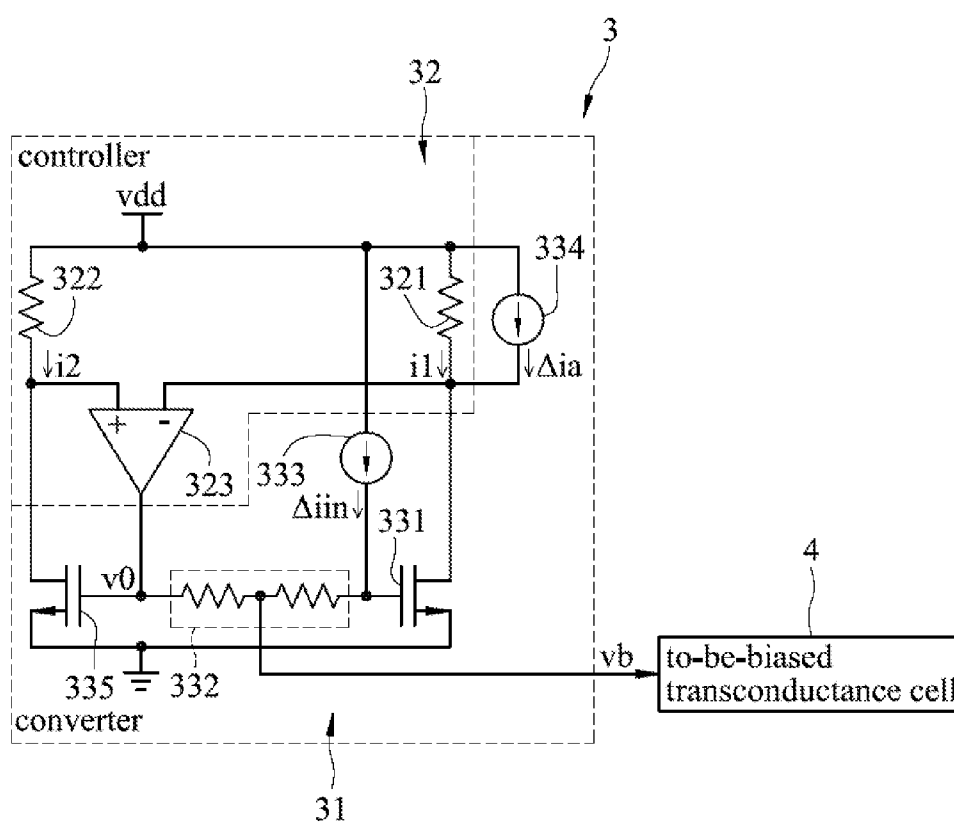 3
32
controller
vdd
334
322
321
↓i2
i1↓
↓Δia
+
-
323
333
Δiin↓
331
v0
4
335
332
vb
to-be-biased
transconductance cell
converter
31